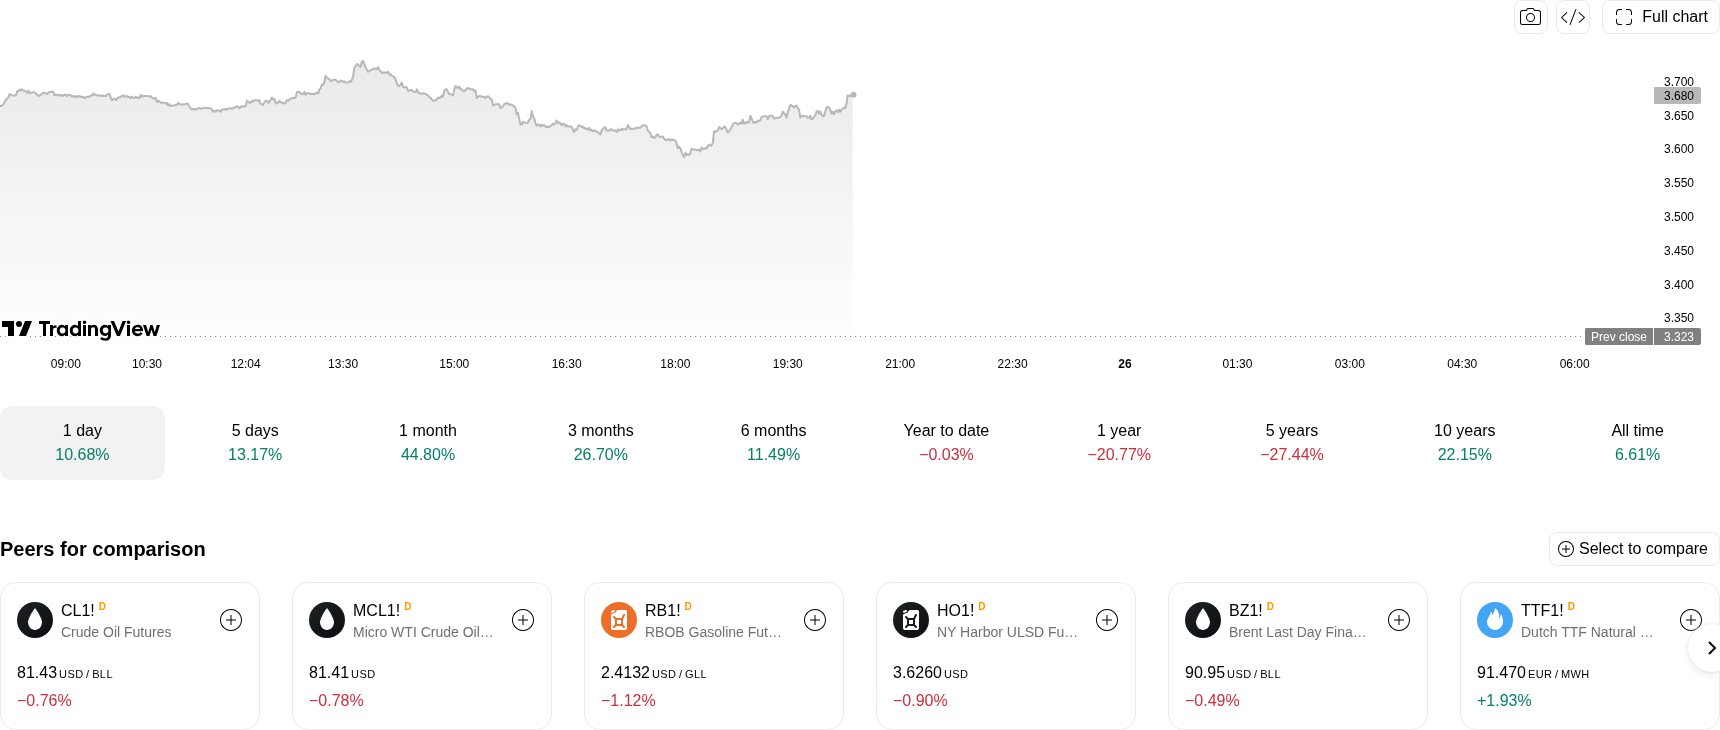 Full chart
3.700
3.680
3.650
3.600
3.550
3.500
3.450
3.400
3.350
TradingView
Prev close 3.323
09:00 10:30 12:04 13:30 15:00 16:30 18:00 19:30 21:00 22:30 26 01:30 03:00 04:30 06:00
1 day 5 days 1 month 3 months 6 months Year to date 1 year 5 years 10 years All time
10.68% 13.17% 44.80% 26.70% 11.49% −0.03% −20.77% −27.44% 22.15% 6.61%
Peers for comparison
Select to compare
CL1! D
Crude Oil Futures
81.43 USD / BLL
−0.76%
MCL1! D
Micro WTI Crude Oil…
81.41 USD
−0.78%
RB1! D
RBOB Gasoline Fut…
2.4132 USD / GLL
−1.12%
HO1! D
NY Harbor ULSD Fu…
3.6260 USD
−0.90%
BZ1! D
Brent Last Day Fina…
90.95 USD / BLL
−0.49%
TTF1! D
Dutch TTF Natural …
91.470 EUR / MWH
+1.93%